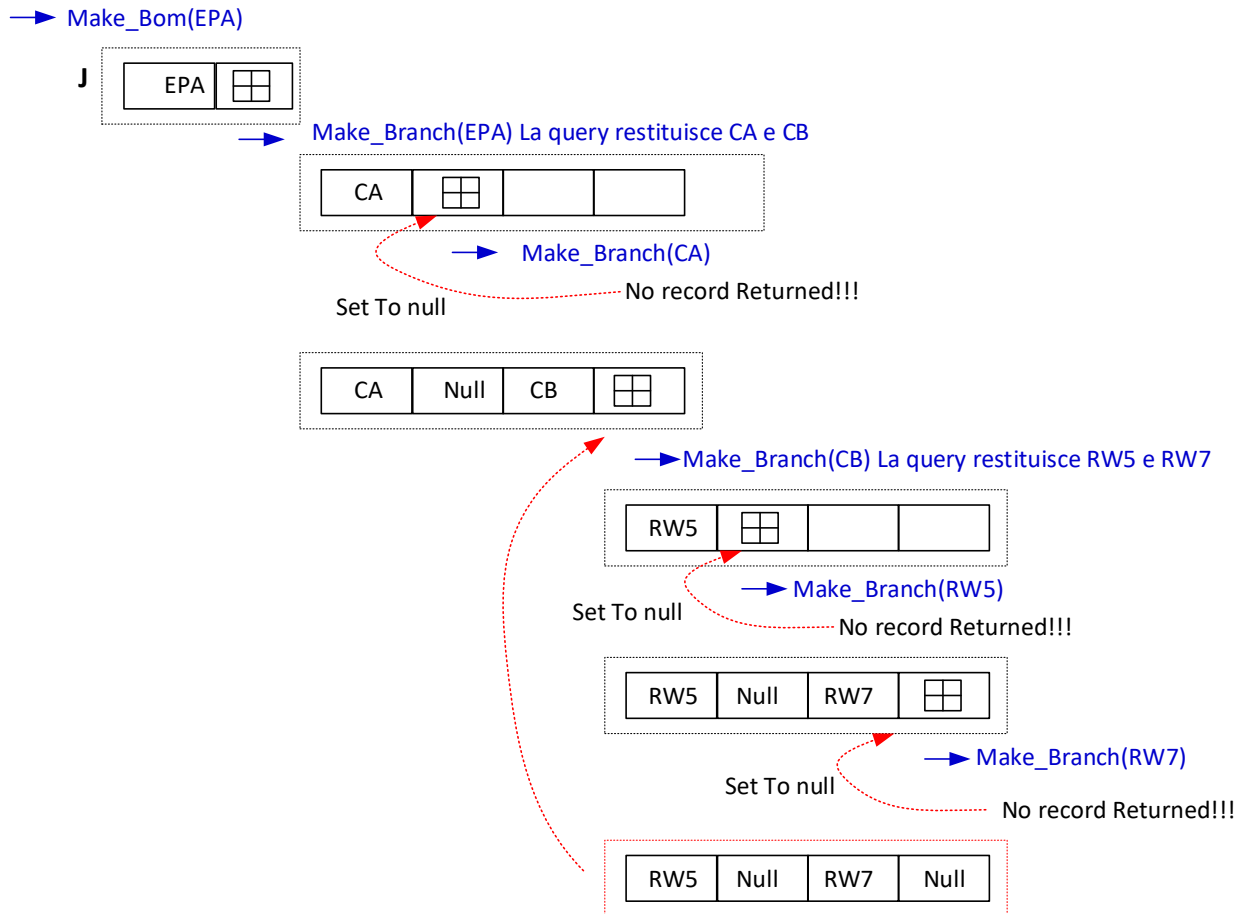 Make_Bom(EPA)
J
EPA
Make_Branch(EPA) La query restituisce CA e CB
CA
Make_Branch(CA)
No record Returned!!!
Set To null
CA Null CB
Make_Branch(CB) La query restituisce RW5 e RW7
RW5
Make_Branch(RW5)
Set To null
No record Returned!!!
RW5 Null RW7
Make_Branch(RW7)
Set To null
No record Returned!!!
RW5 Null RW7 Null